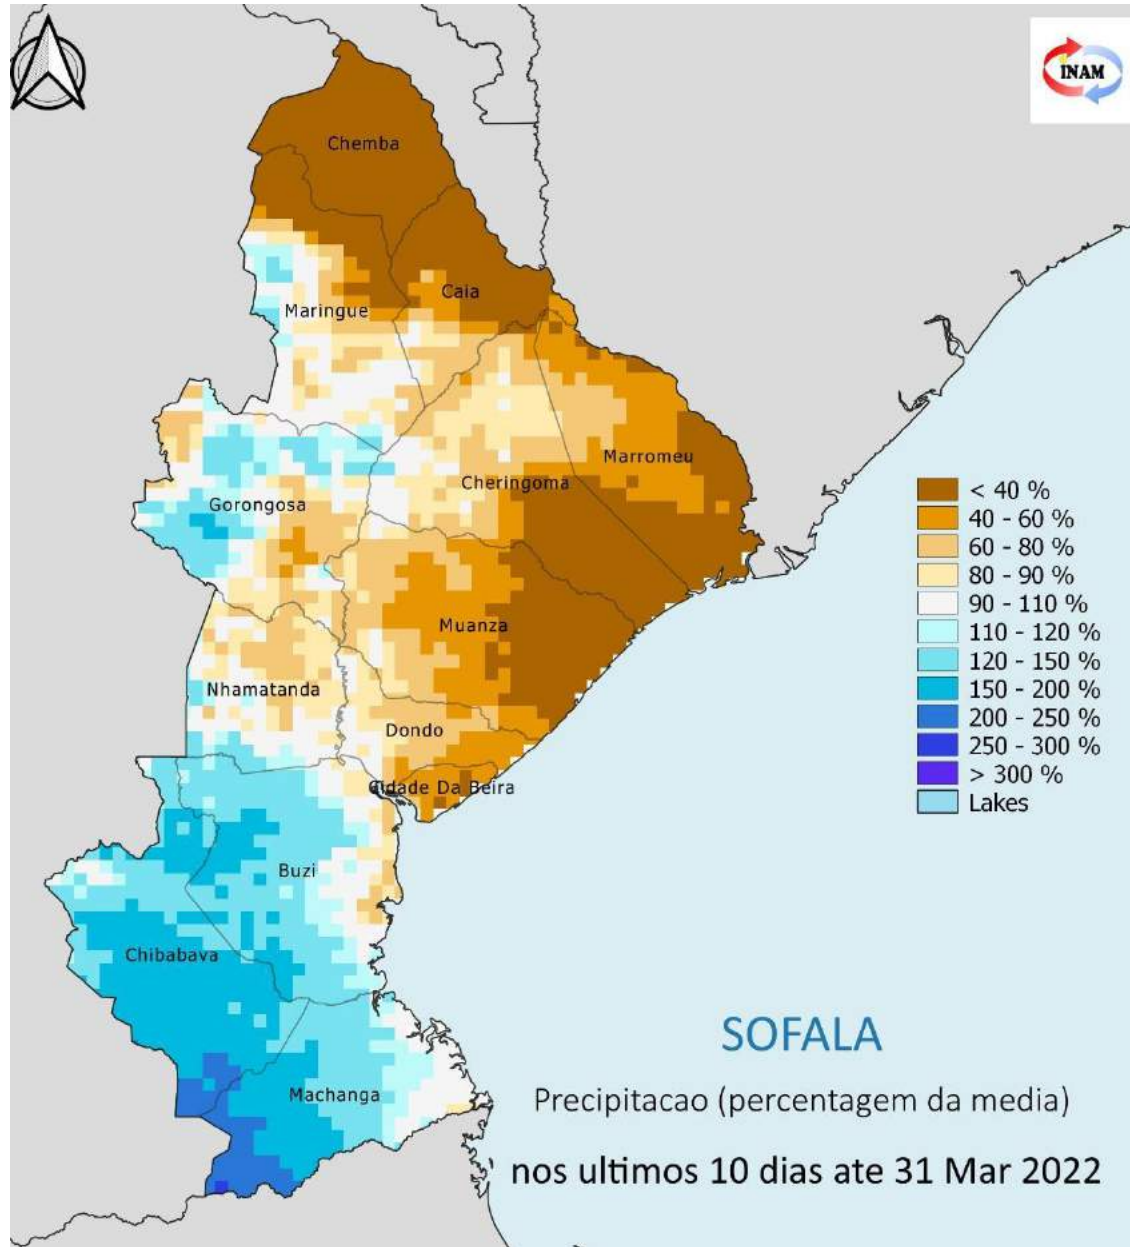 INAM
Chemba
Caia
Maringue
Marromeu
Cheringoma
Gorongosa
Muanza
Nhamatanda
Dondo
Cidade Da Beira
Buzi
Chibabava
Machanga
< 40 %
40 - 60 %
60 - 80 %
80 - 90 %
90 - 110 %
110 - 120 %
120 - 150 %
150 - 200 %
200 - 250 %
250 - 300 %
> 300 %
Lakes
SOFALA
Precipitacao (percentagem da media)
nos ultimos 10 dias ate 31 Mar 2022